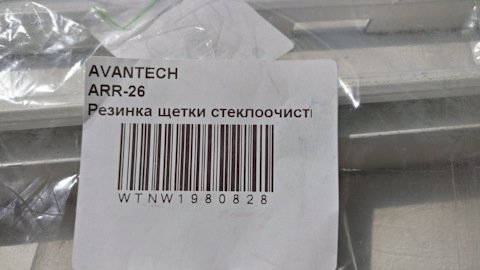 AVANTECH
ARR-26
Резинка щетки стеклоочисти
WTNW1980828